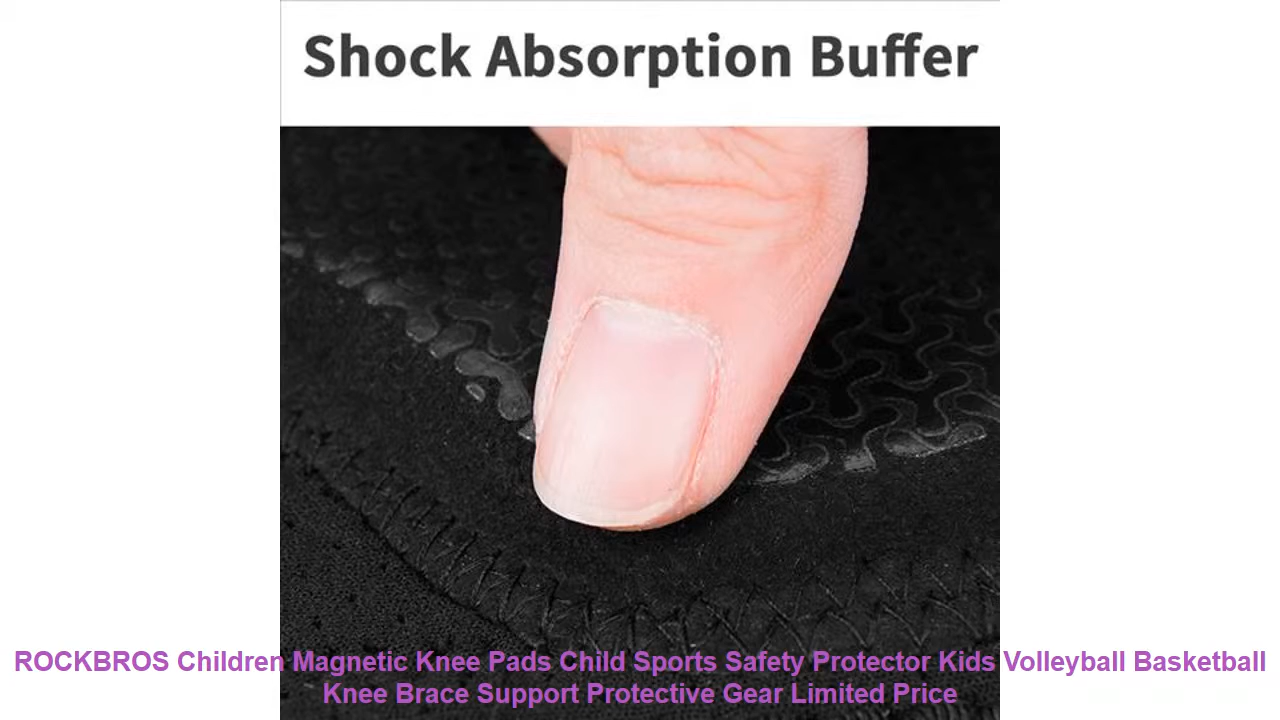 Shock Absorption Buffer
ROCKBROS Children Magnetic Knee Pads Child Sports Safety Protector Kids Volleyball Basketball
Knee Brace Support Protective Gear Limited Price